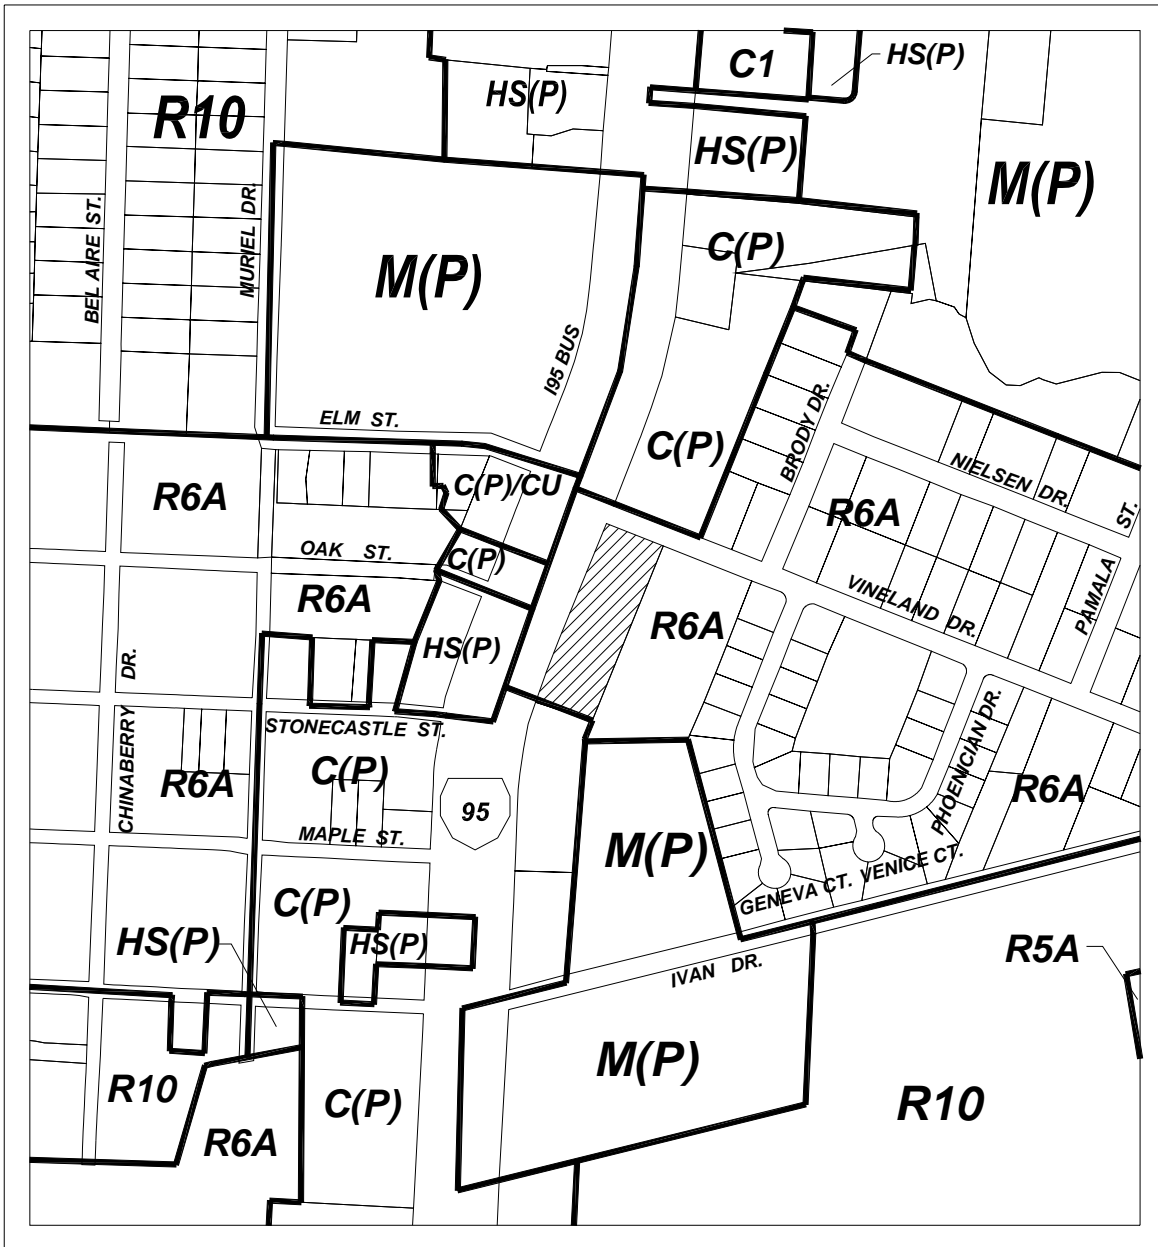 C1
HS(P)
HS(P)
R10
HS(P)
M(P)
BEL AIRE ST.
MURIEL DR.
C(P)
M(P)
I95 BUS
ELM ST.
BRODY DR.
C(P)
NIELSEN DR.
R6A
C(P)/CU
R6A
PAMALA ST.
OAK ST.
C(P)
R6A
VINELAND DR.
R6A
HS(P)
CHINABERRY DR.
STONECASTLE ST.
C(P)
R6A
PHOENICIAN DR.
R6A
95
MAPLE ST.
M(P)
GENEVA CT.
VENICE CT.
C(P)
HS(P)
HS(P)
R5A
IVAN DR.
M(P)
R10
C(P)
R10
R6A